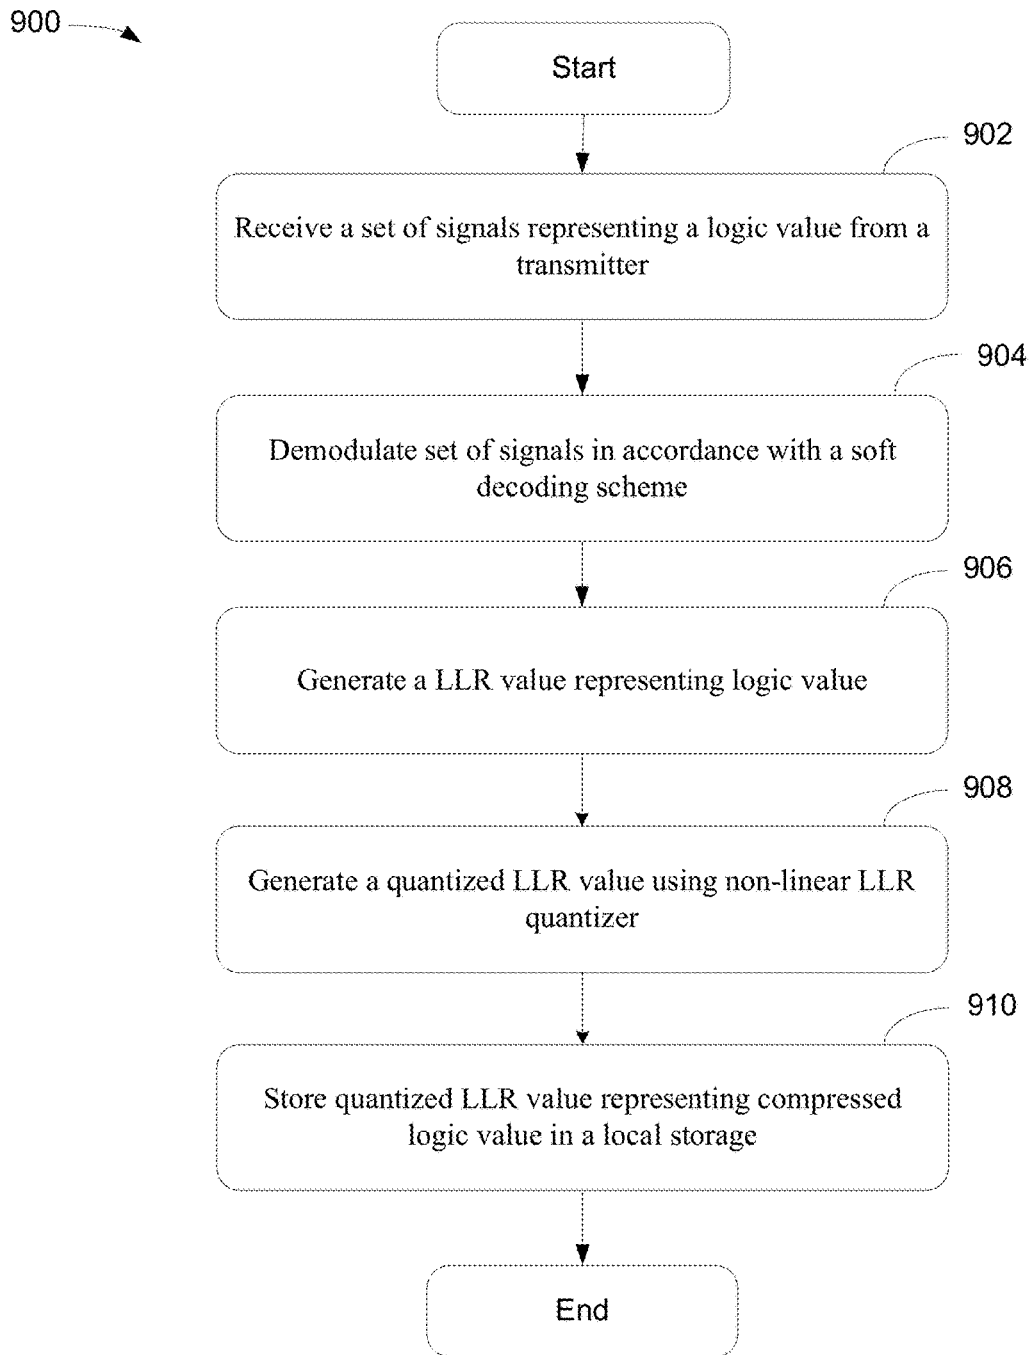 900
Start
902
Receive a set of signals representing a logic value from a
transmitter
904
Demodulate set of signals in accordance with a soft
decoding scheme
906
Generate a LLR value representing logic value
908
Generate a quantized LLR value using non-linear LLR
quantizer
910
Store quantized LLR value representing compressed
logic value in a local storage
End